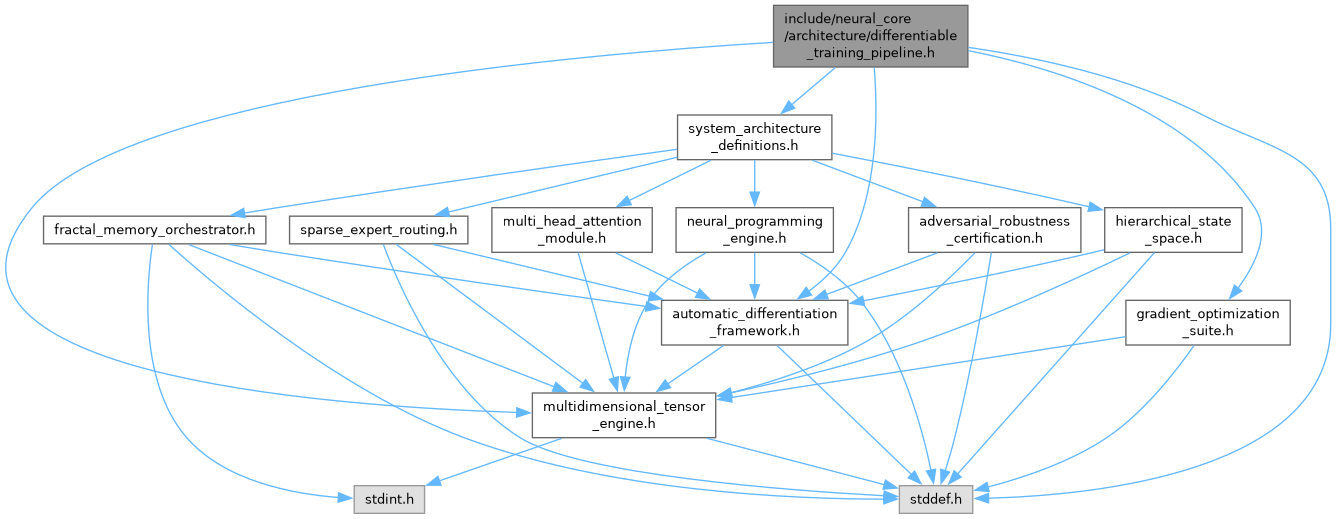 include/neural_core
/architecture/differentiable
_training_pipeline.h
system_architecture
_definitions.h
fractal_memory_orchestrator.h
sparse_expert_routing.h
multi_head_attention
_module.h
neural_programming
_engine.h
adversarial_robustness
_certification.h
hierarchical_state
_space.h
automatic_differentiation
_framework.h
gradient_optimization
_suite.h
multidimensional_tensor
_engine.h
stdint.h
stddef.h